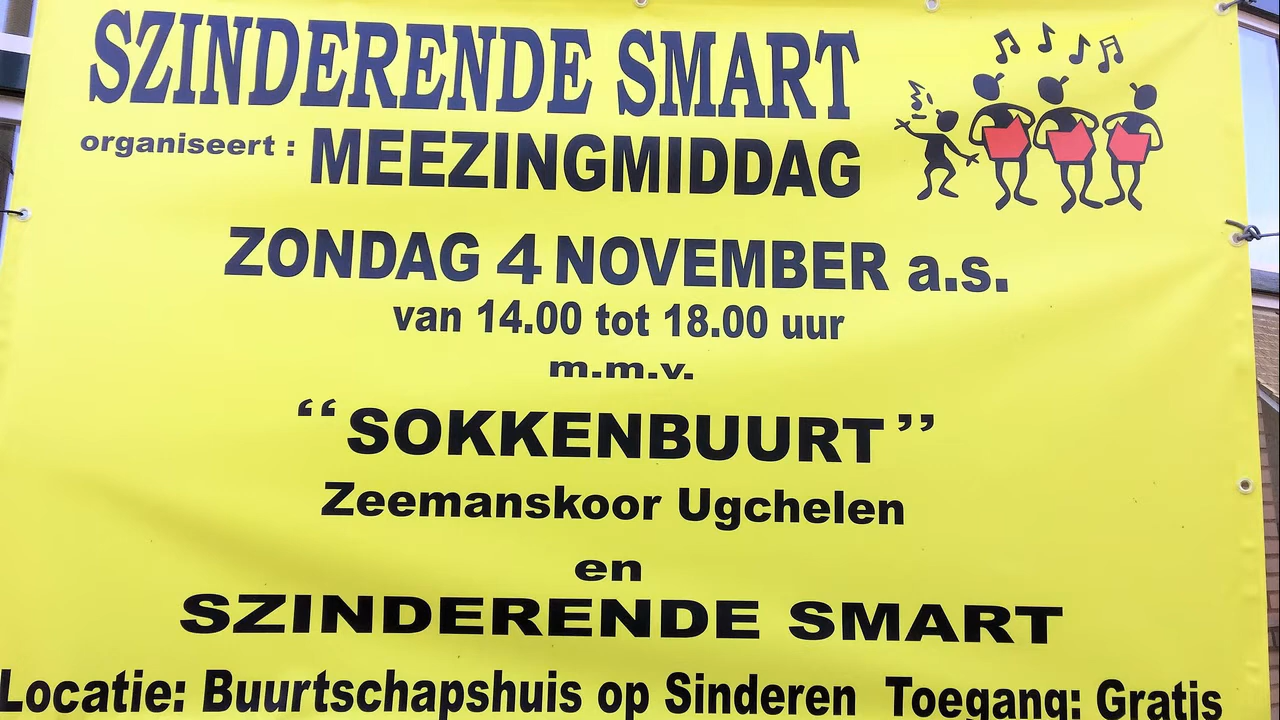 SZINDERENDE SMART
organiseert : MEEZINGMIDDAG
ZONDAG 4 NOVEMBER a.s.
van 14.00 tot 18.00 uur
m.m.v.
“SOKKENBUURT”
Zeemanskoor Ugchelen
en
SZINDERENDE SMART
Locatie: Buurtschapshuis op Sinderen Toegang: Gratis